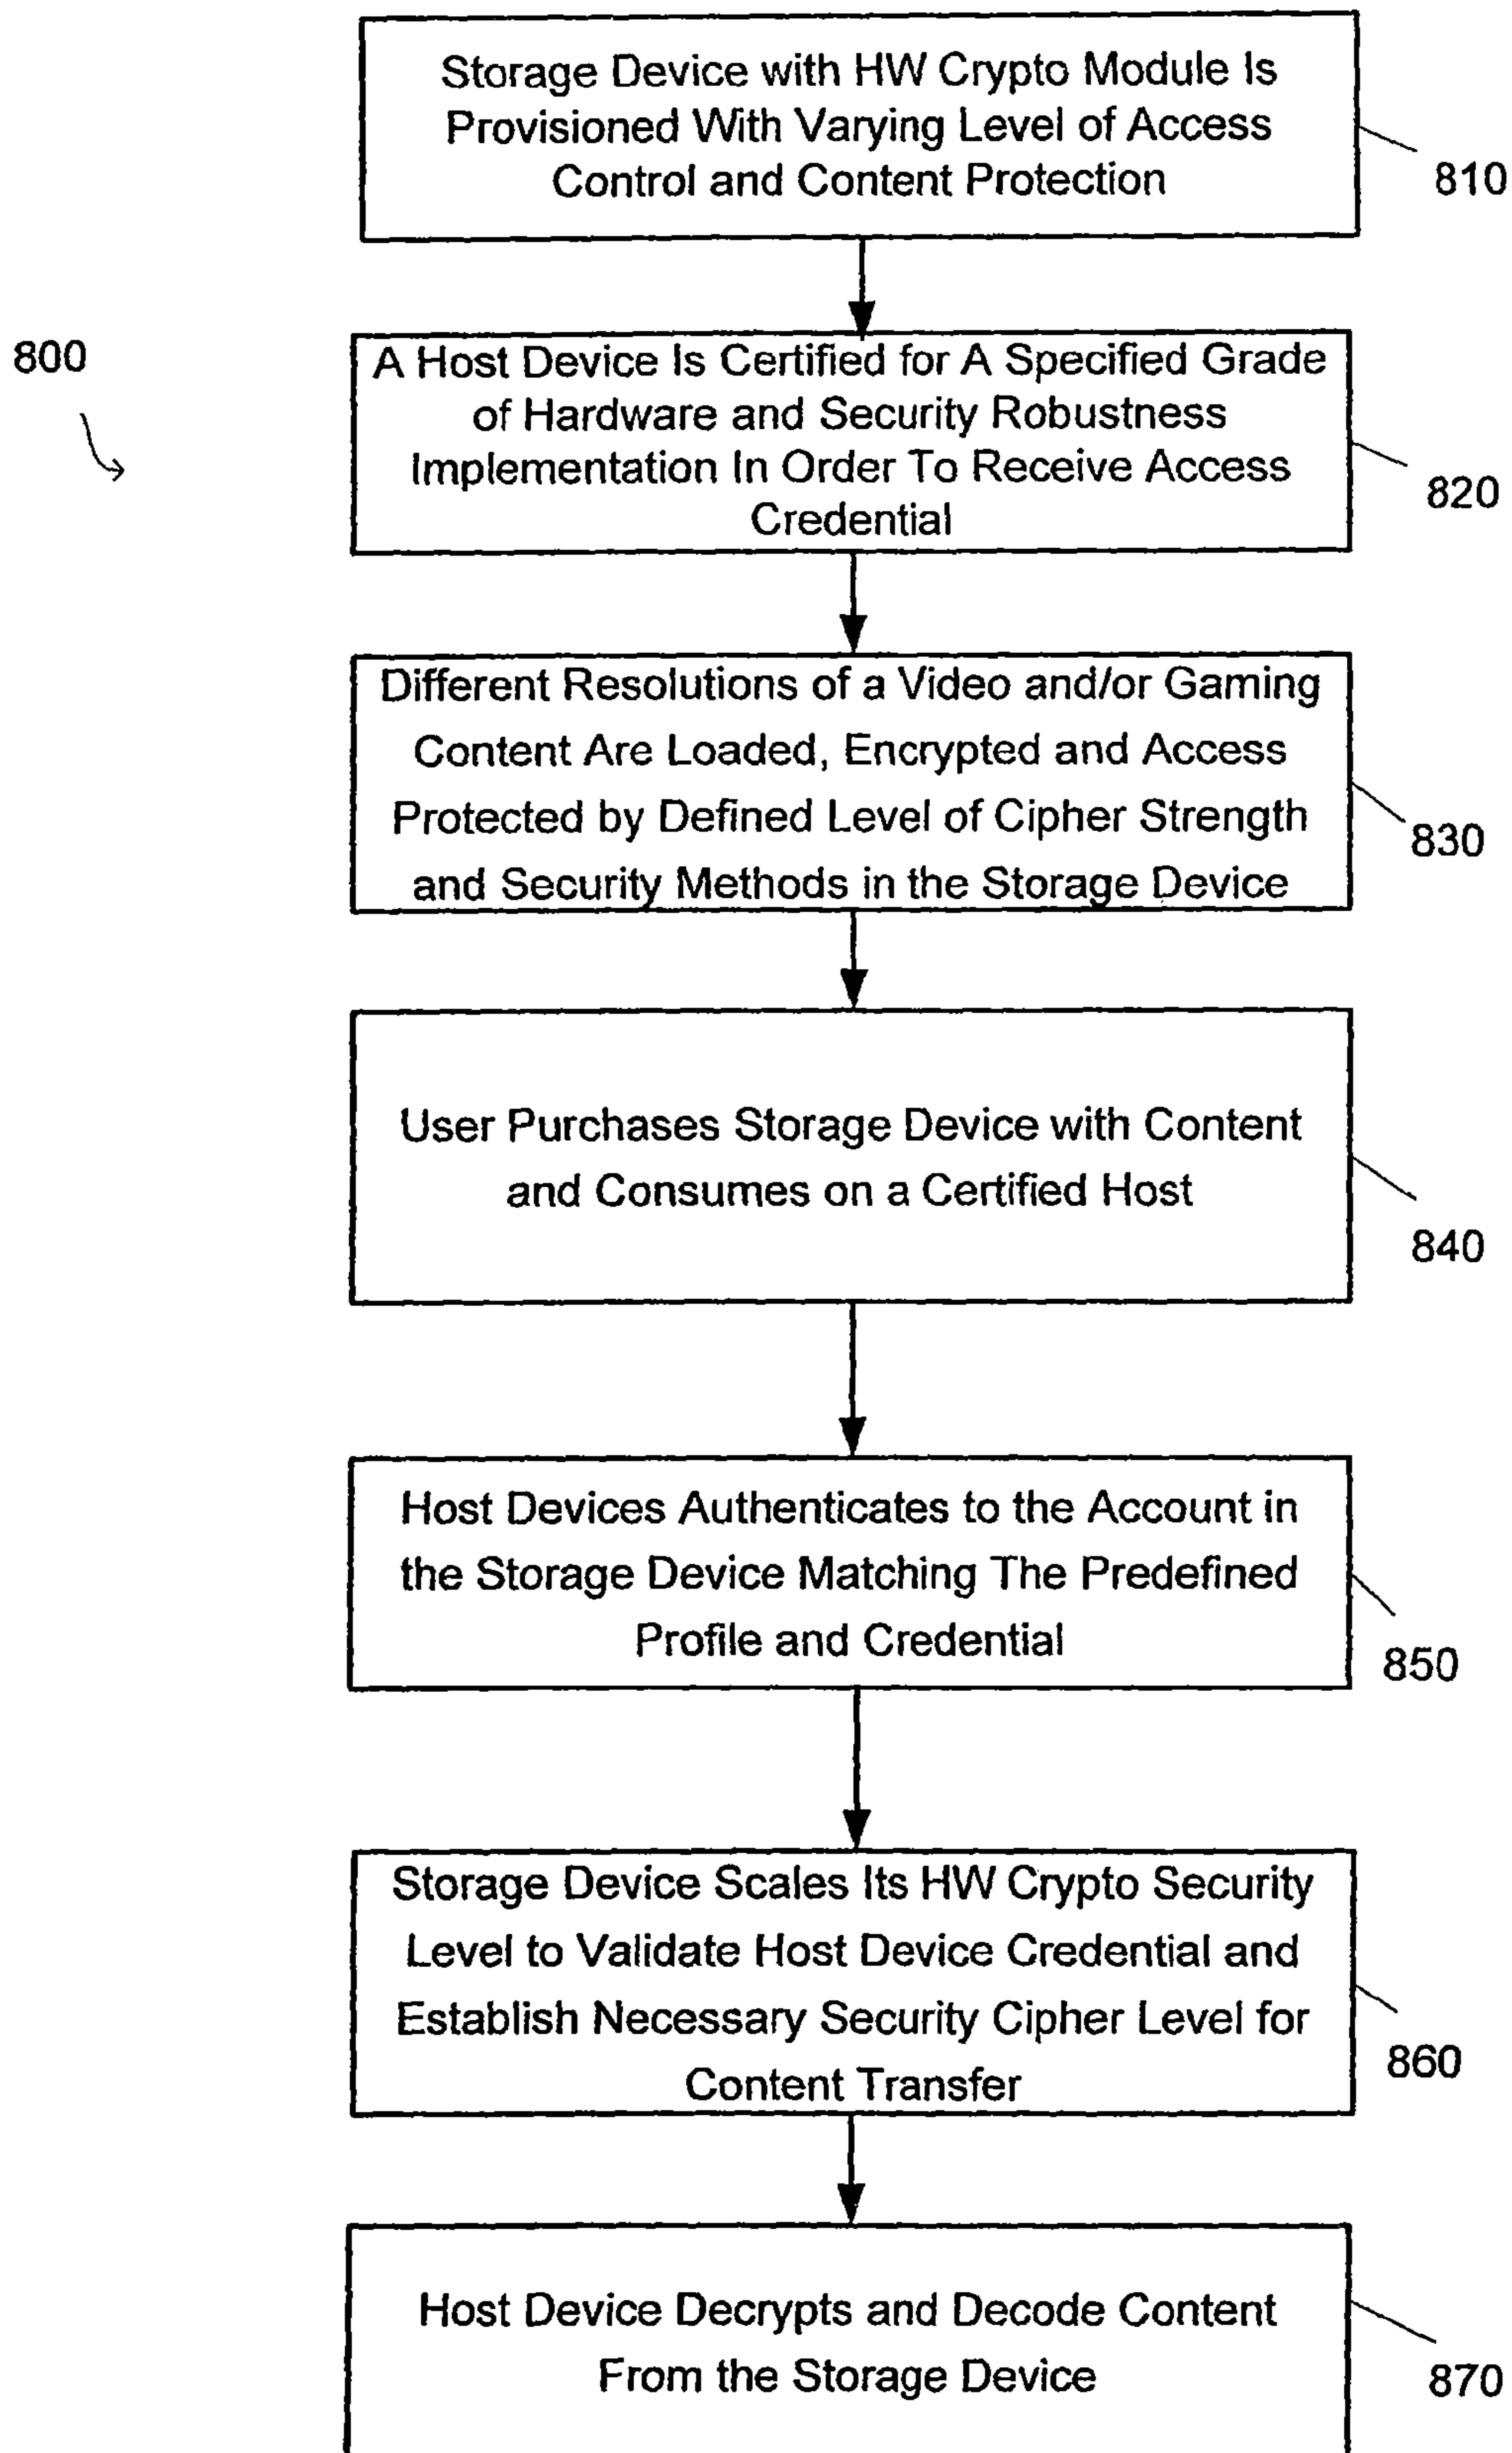 Storage Device with HW Crypto Module Is
Provisioned With Varying Level of Access
Control and Content Protection
810
800
A Host Device Is Certified for A Specified Grade
of Hardware and Security Robustness
Implementation In Order To Receive Access
Credential
820
Different Resolutions of a Video and/or Gaming
Content Are Loaded, Encrypted and Access
Protected by Defined Level of Cipher Strength
and Security Methods in the Storage Device
830
User Purchases Storage Device with Content
and Consumes on a Certified Host
840
Host Devices Authenticates to the Account in
the Storage Device Matching The Predefined
Profile and Credential
850
Storage Device Scales Its HW Crypto Security
Level to Validate Host Device Credential and
Establish Necessary Security Cipher Level for
Content Transfer
860
Host Device Decrypts and Decode Content
From the Storage Device
870